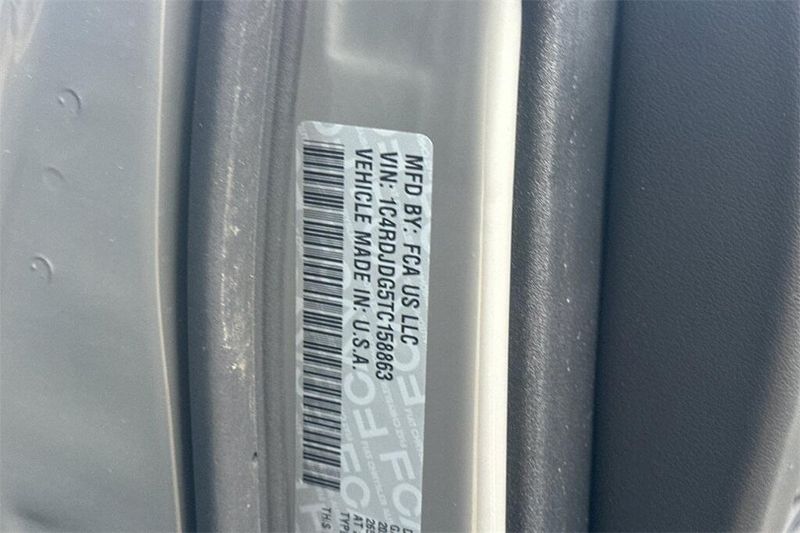 MFD BY: FCA US LLC
VIN: 1C4RDJDG5TC158863
VEHICLE MADE IN: U.S.A.